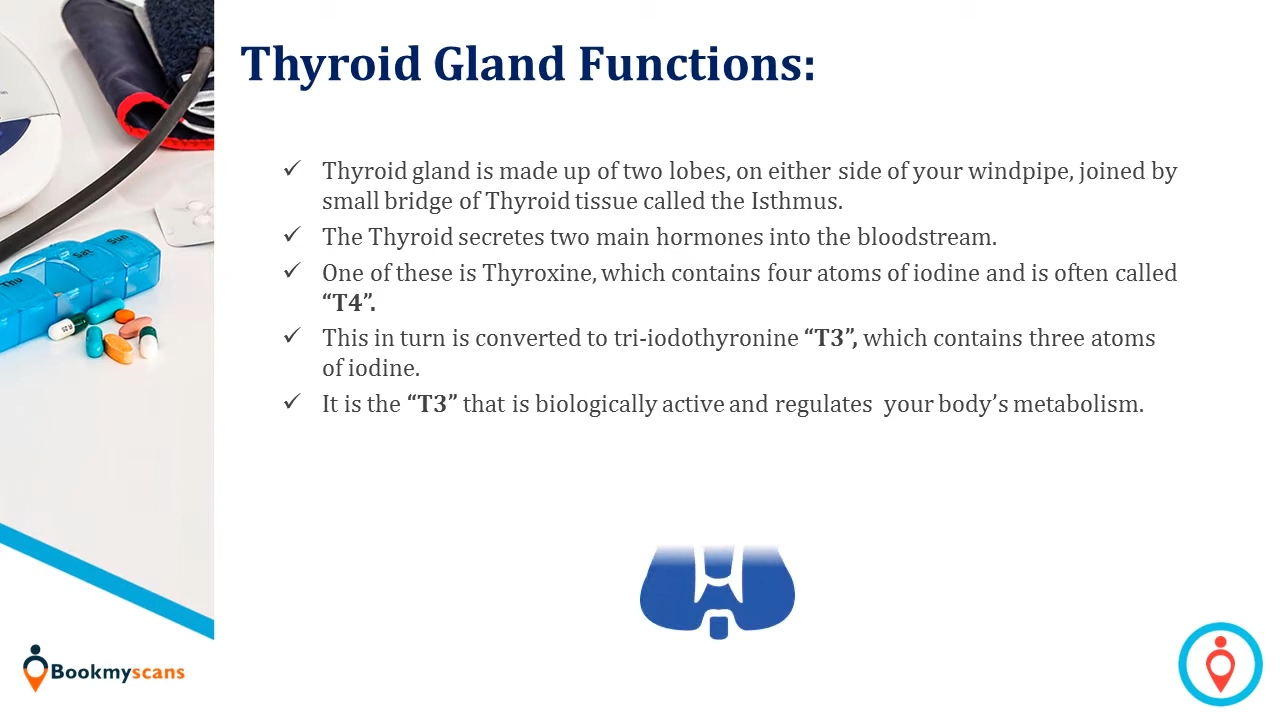 Thyroid Gland Functions:
✓ Thyroid gland is made up of two lobes, on either side of your windpipe, joined by
small bridge of Thyroid tissue called the Isthmus.
✓ The Thyroid secretes two main hormones into the bloodstream.
✓ One of these is Thyroxine, which contains four atoms of iodine and is often called
“T4”.
✓ This in turn is converted to tri-iodothyronine “T3”, which contains three atoms
of iodine.
✓ It is the “T3” that is biologically active and regulates  your body’s metabolism.
Thu
Sat
Sun
Bookmyscans